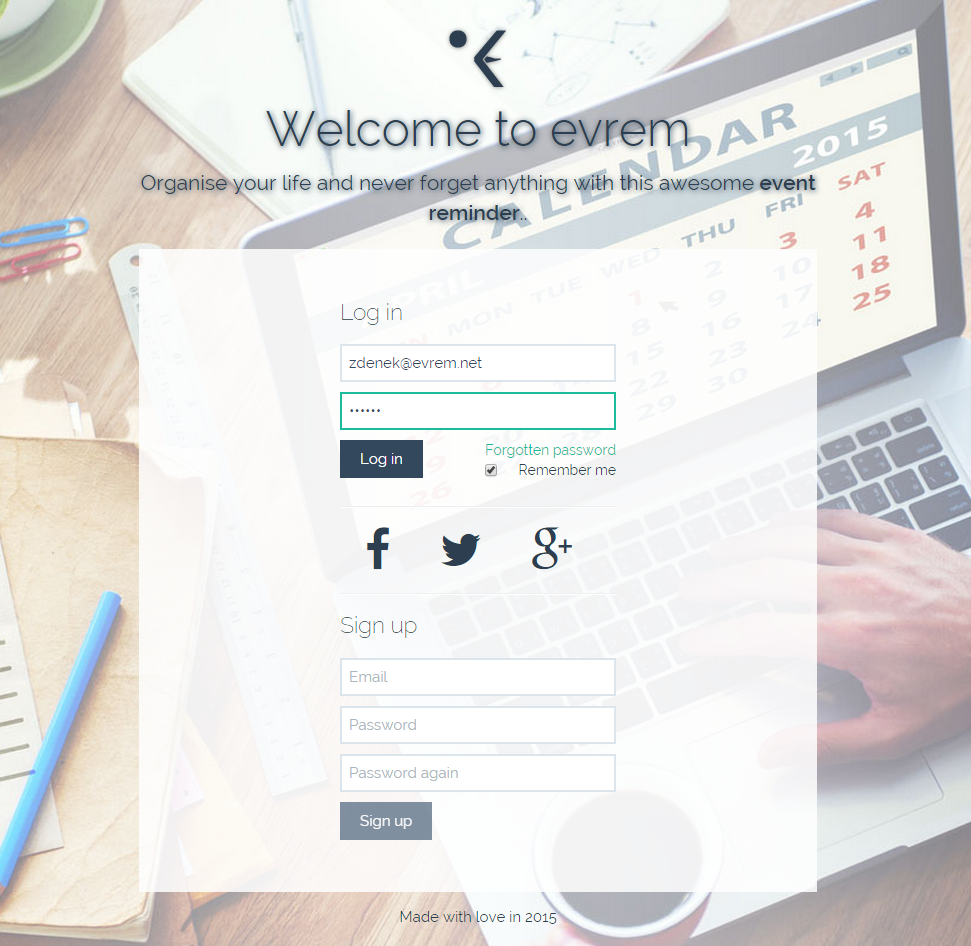 Welcome to evrem
Organise your life and never forget anything with this awesome event
reminder..
CALENDAR
2015
APRIL
MON TUE WED THU FRI SAT
1 2 3 4
8 9 10 11
15 16 17 18
22 23 24 25
29 30
26
Log in
zdenek@evrem.net
••••••
Log in
Forgotten password
Remember me
f
g+
Sign up
Email
Password
Password again
Sign up
Made with love in 2015